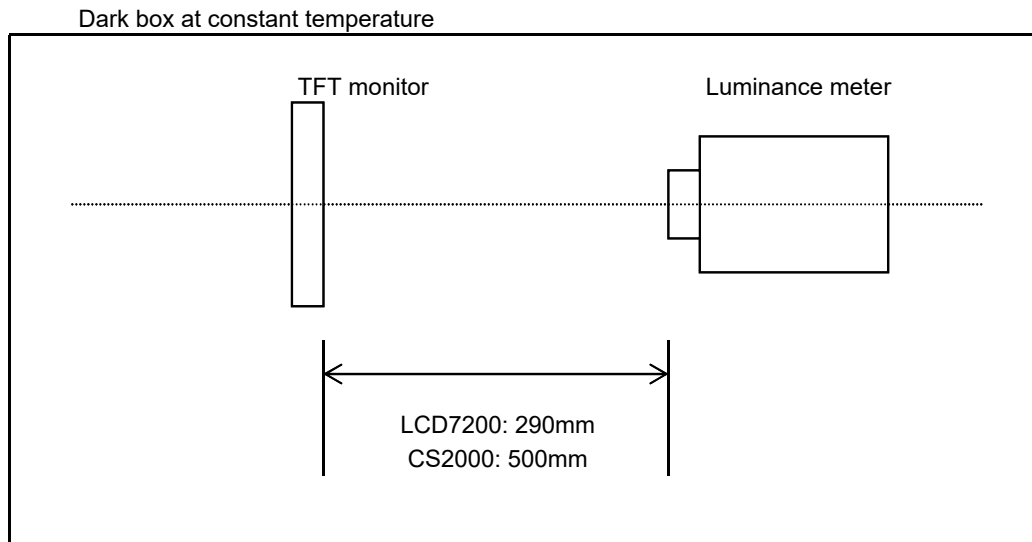 Dark box at constant temperature
TFT monitor
Luminance meter
LCD7200: 290mm
CS2000: 500mm